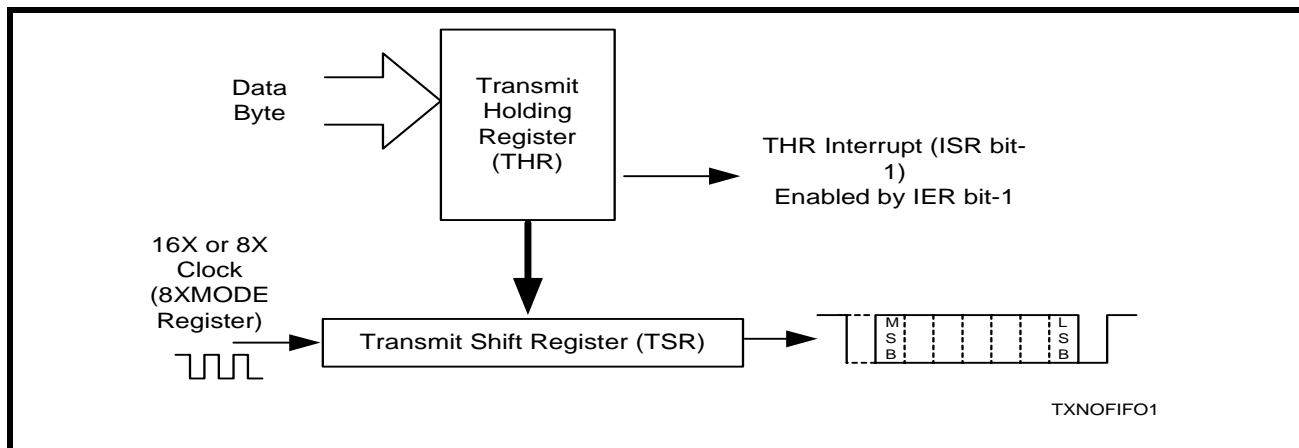 Data
Byte
Transmit
Holding
Register
(THR)
THR Interrupt (ISR bit-
1)
Enabled by IER bit-1
16X or 8X
Clock
(8XMODE
Register)
Transmit Shift Register (TSR)
M
S
B
L
S
B
TXNOFIFO1